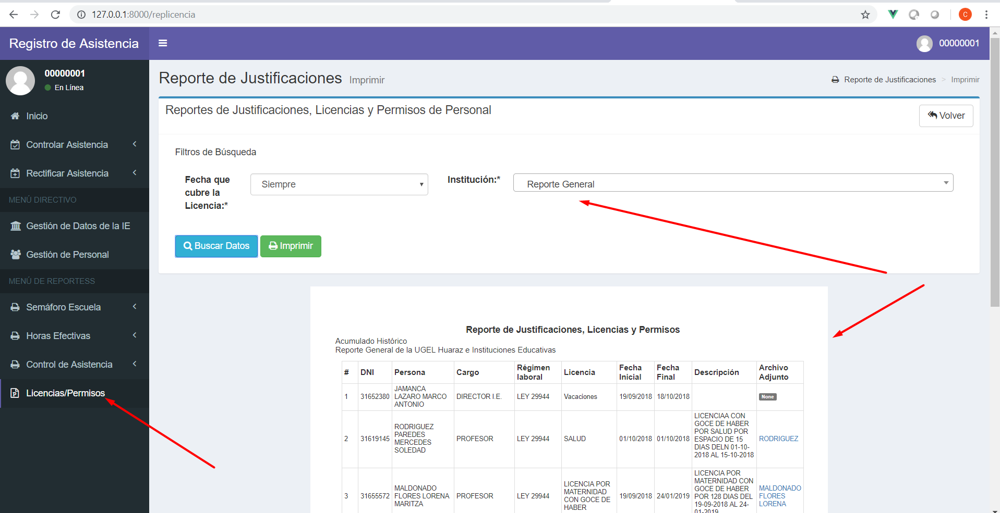 127.0.0.1:8000/replicencia
C
Registro de Asistencia
00000001
00000001
En Línea
Inicio
Controlar Asistencia
Rectificar Asistencia
MENÚ DIRECTIVO
Gestión de Datos de la IE
Gestión de Personal
MENÚ DE REPORTESS
Semáforo Escuela
Horas Efectivas
Control de Asistencia
Licencias/Permisos
Reporte de Justificaciones Imprimir
Reporte de Justificaciones > Imprimir
Reportes de Justificaciones, Licencias y Permisos de Personal
Volver
Filtros de Búsqueda
Fecha que
cubre la
Licencia:*
Siempre
Institución:*
Reporte General
Buscar Datos
Imprimir
Reporte de Justificaciones, Licencias y Permisos
Acumulado Histórico
Reporte General de la UGEL Huaraz e Instituciones Educativas
# DNI Persona Cargo Régimen laboral Licencia Fecha Inicial Fecha Final Descripción Archivo Adjunto
1 31652380 JAMANCA LAZARO MARCO ANTONIO DIRECTOR I.E. LEY 29944 Vacaciones 19/09/2018 18/10/2018 None
2 31619145 RODRIGUEZ PAREDES MERCEDES SOLEDAD PROFESOR LEY 29944 SALUD 01/10/2018 01/10/2018 LICENCIAA CON GOCE DE HABER POR SALUD POR ESPACIO DE 15 DIAS DELN 01-10-2018 AL 15-10-2018 RODRIGUEZ
3 31655572 MALDONADO FLORES LORENA MARITZA PROFESOR LEY 29944 LICENCIA POR MATERNIDAD CON GOCE DE HABER 19/09/2018 24/01/2019 LICENCIA POR MATERNIDAD CON GOCE DE HABER POR 128 DIAS DEL 19-09-2018 AL 24-01-2019 MALDONADO FLORES LORENA